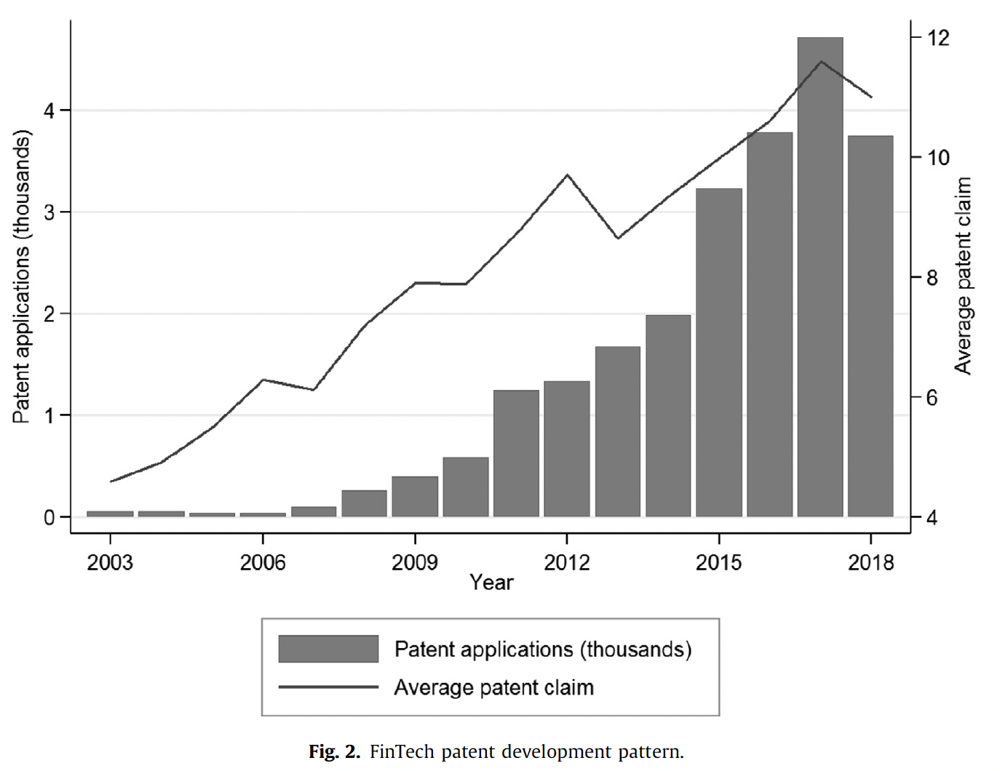 Patent applications (thousands)
4
3
2
1
0
12
10
8
6
4
Average patent claim
2003 2006 2009 2012 2015 2018
Year
Patent applications (thousands)
Average patent claim
Fig. 2. FinTech patent development pattern.